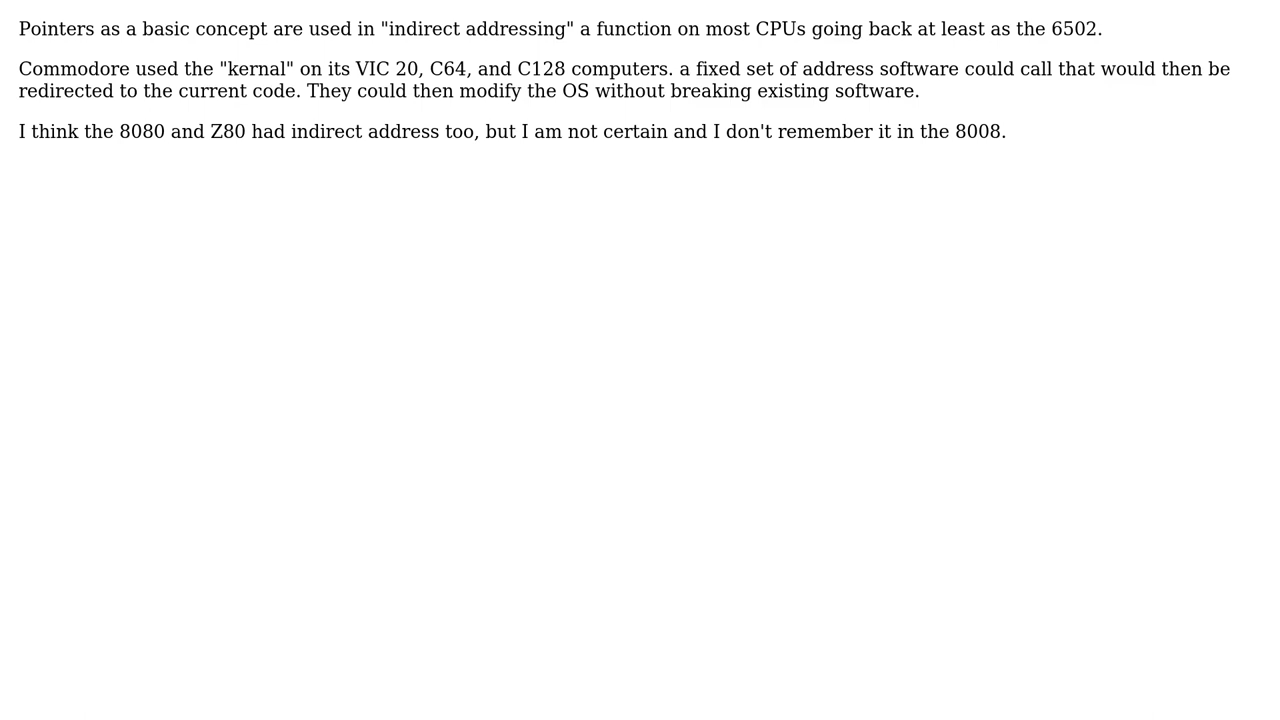 Pointers as a basic concept are used in "indirect addressing" a function on most CPUs going back at least as the 6502.
Commodore used the "kernal" on its VIC 20, C64, and C128 computers. a fixed set of address software could call that would then be
redirected to the current code. They could then modify the OS without breaking existing software.
I think the 8080 and Z80 had indirect address too, but I am not certain and I don't remember it in the 8008.